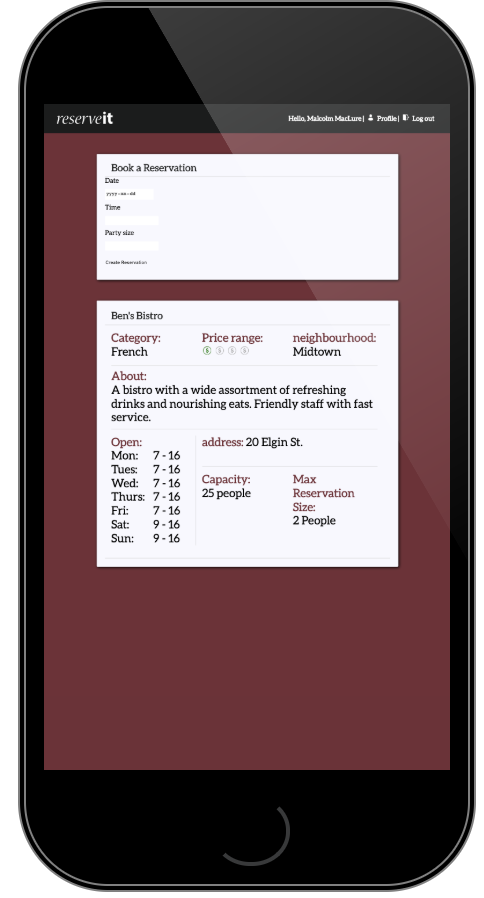 reserveit
Hello, Malcolm MacLure | Profile | Log out
Book a Reservation
Date
yyyy-mm-dd
Time
Party size
Create Reservation
Ben's Bistro
Category: Price range: neighbourhood:
French $ $ $ $ Midtown
About:
A bistro with a wide assortment of refreshing
drinks and nourishing eats. Friendly staff with fast
service.
Open: address: 20 Elgin St.
Mon: 7 - 16
Tues: 7 - 16
Wed: 7 - 16
Thurs: 7 - 16
Fri: 7 - 16
Sat: 9 - 16
Sun: 9 - 16
Capacity:
25 people
Max
Reservation
Size:
2 People